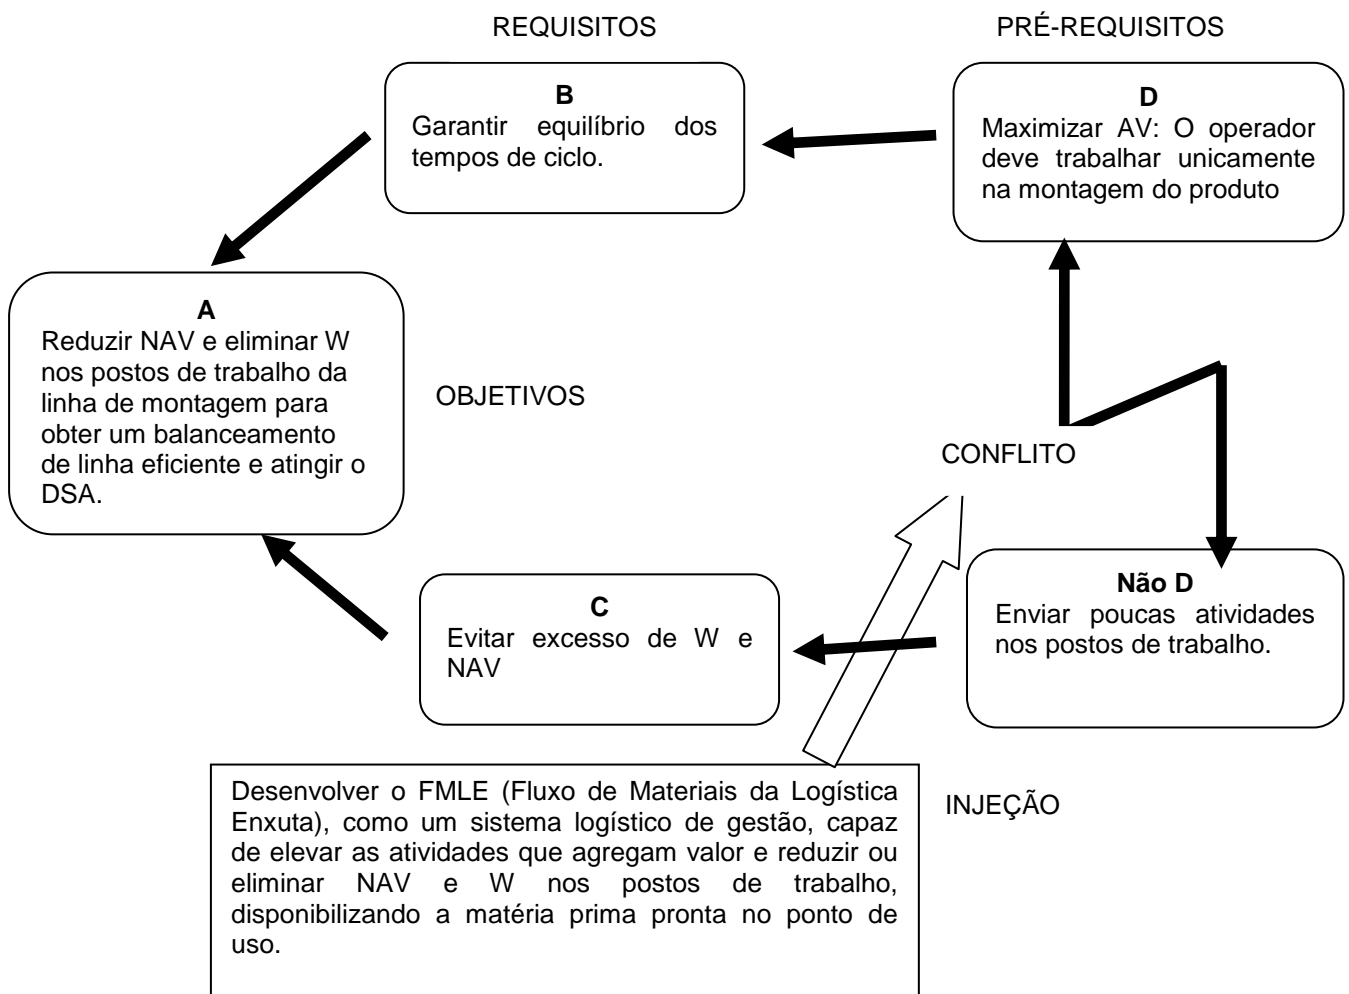 REQUISITOS
PRÉ-REQUISITOS
B
Garantir equilíbrio dos
tempos de ciclo.
D
Maximizar AV: O operador
deve trabalhar unicamente
na montagem do produto
A
Reduzir NAV e eliminar W
nos postos de trabalho da
linha de montagem para
obter um balanceamento
de linha eficiente e atingir o
DSA.
OBJETIVOS
CONFLITO
C
Evitar excesso de W e
NAV
Não D
Enviar poucas atividades
nos postos de trabalho.
Desenvolver o FMLE (Fluxo de Materiais da Logística
Enxuta), como um sistema logístico de gestão, capaz
de elevar as atividades que agregam valor e reduzir ou
eliminar NAV e W nos postos de trabalho,
disponibilizando a matéria prima pronta no ponto de
uso.
INJEÇÃO